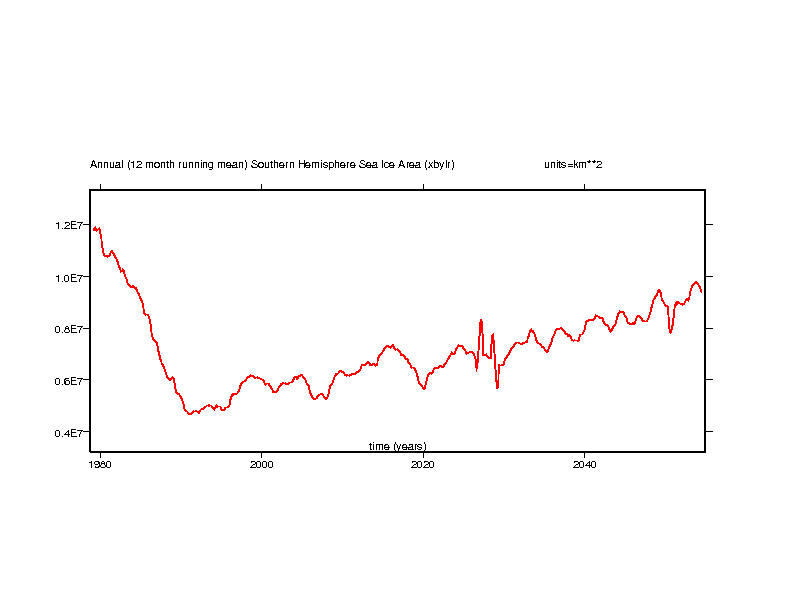 Annual (12 month running mean) Southern Hemisphere Sea Ice Area (xbylr) units=km**2
1.2E7
1.0E7
0.8E7
0.6E7
0.4E7
time (years)
1980 2000 2020 2040